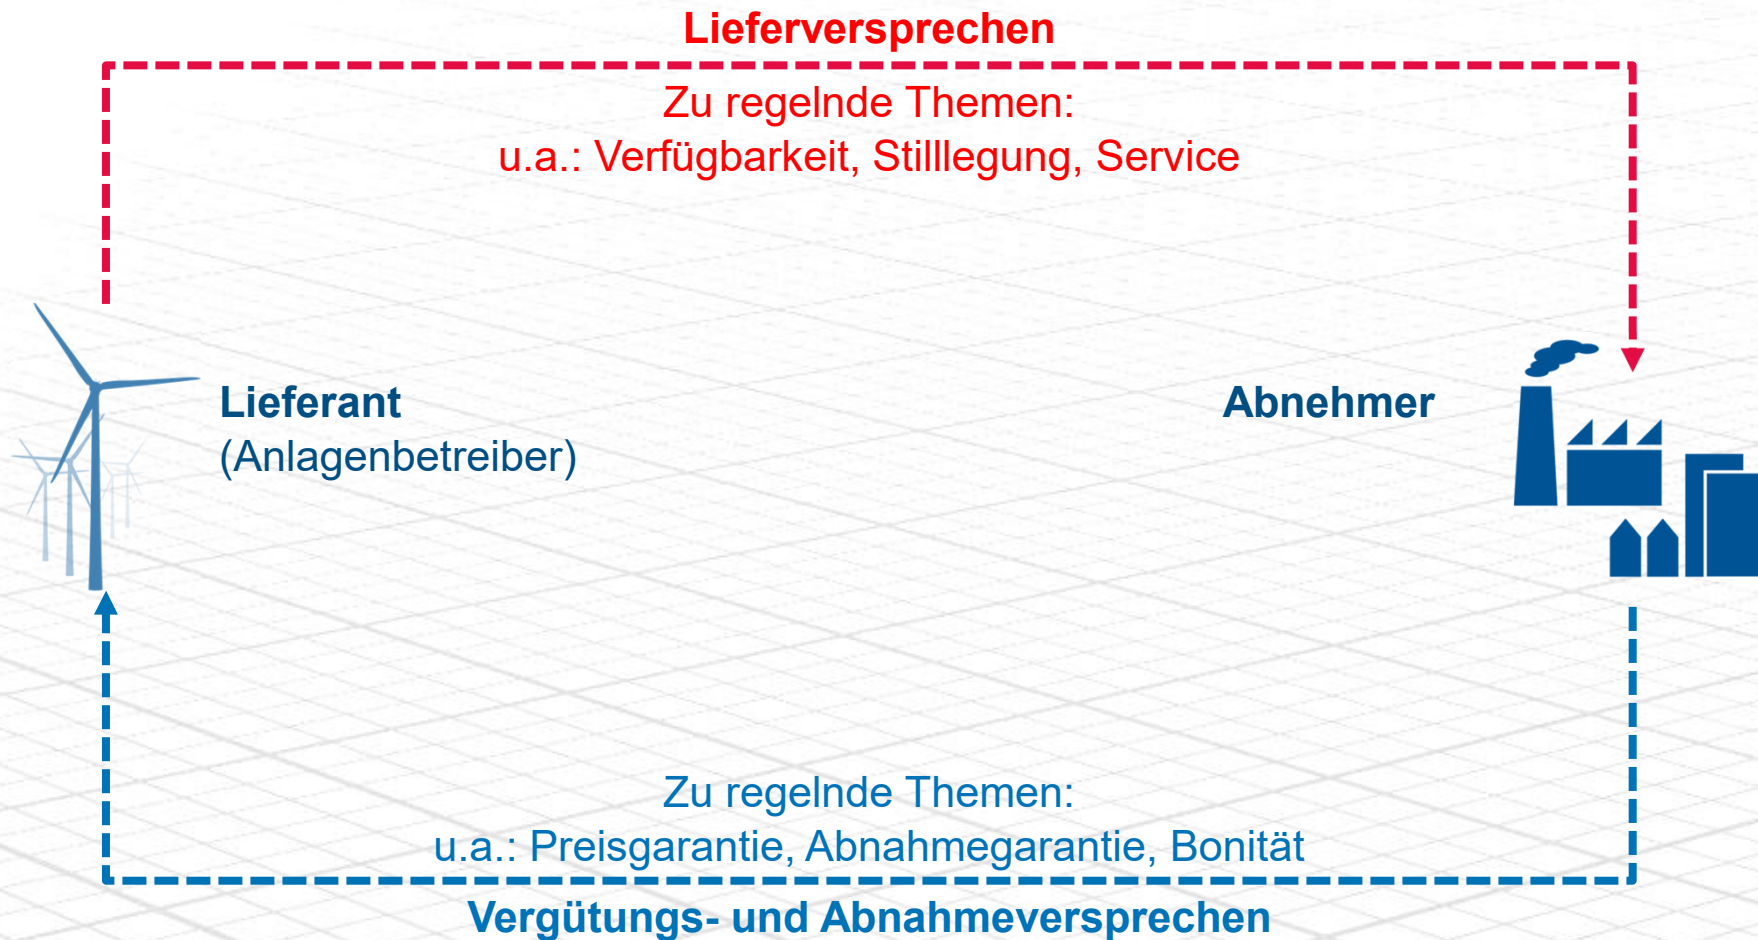 Lieferversprechen
Zu regelnde Themen:
u.a.: Verfügbarkeit, Stilllegung, Service
Lieferant
(Anlagenbetreiber)
Abnehmer
Zu regelnde Themen:
u.a.: Preisgarantie, Abnahmegarantie, Bonität
Vergütungs- und Abnahmeversprechen